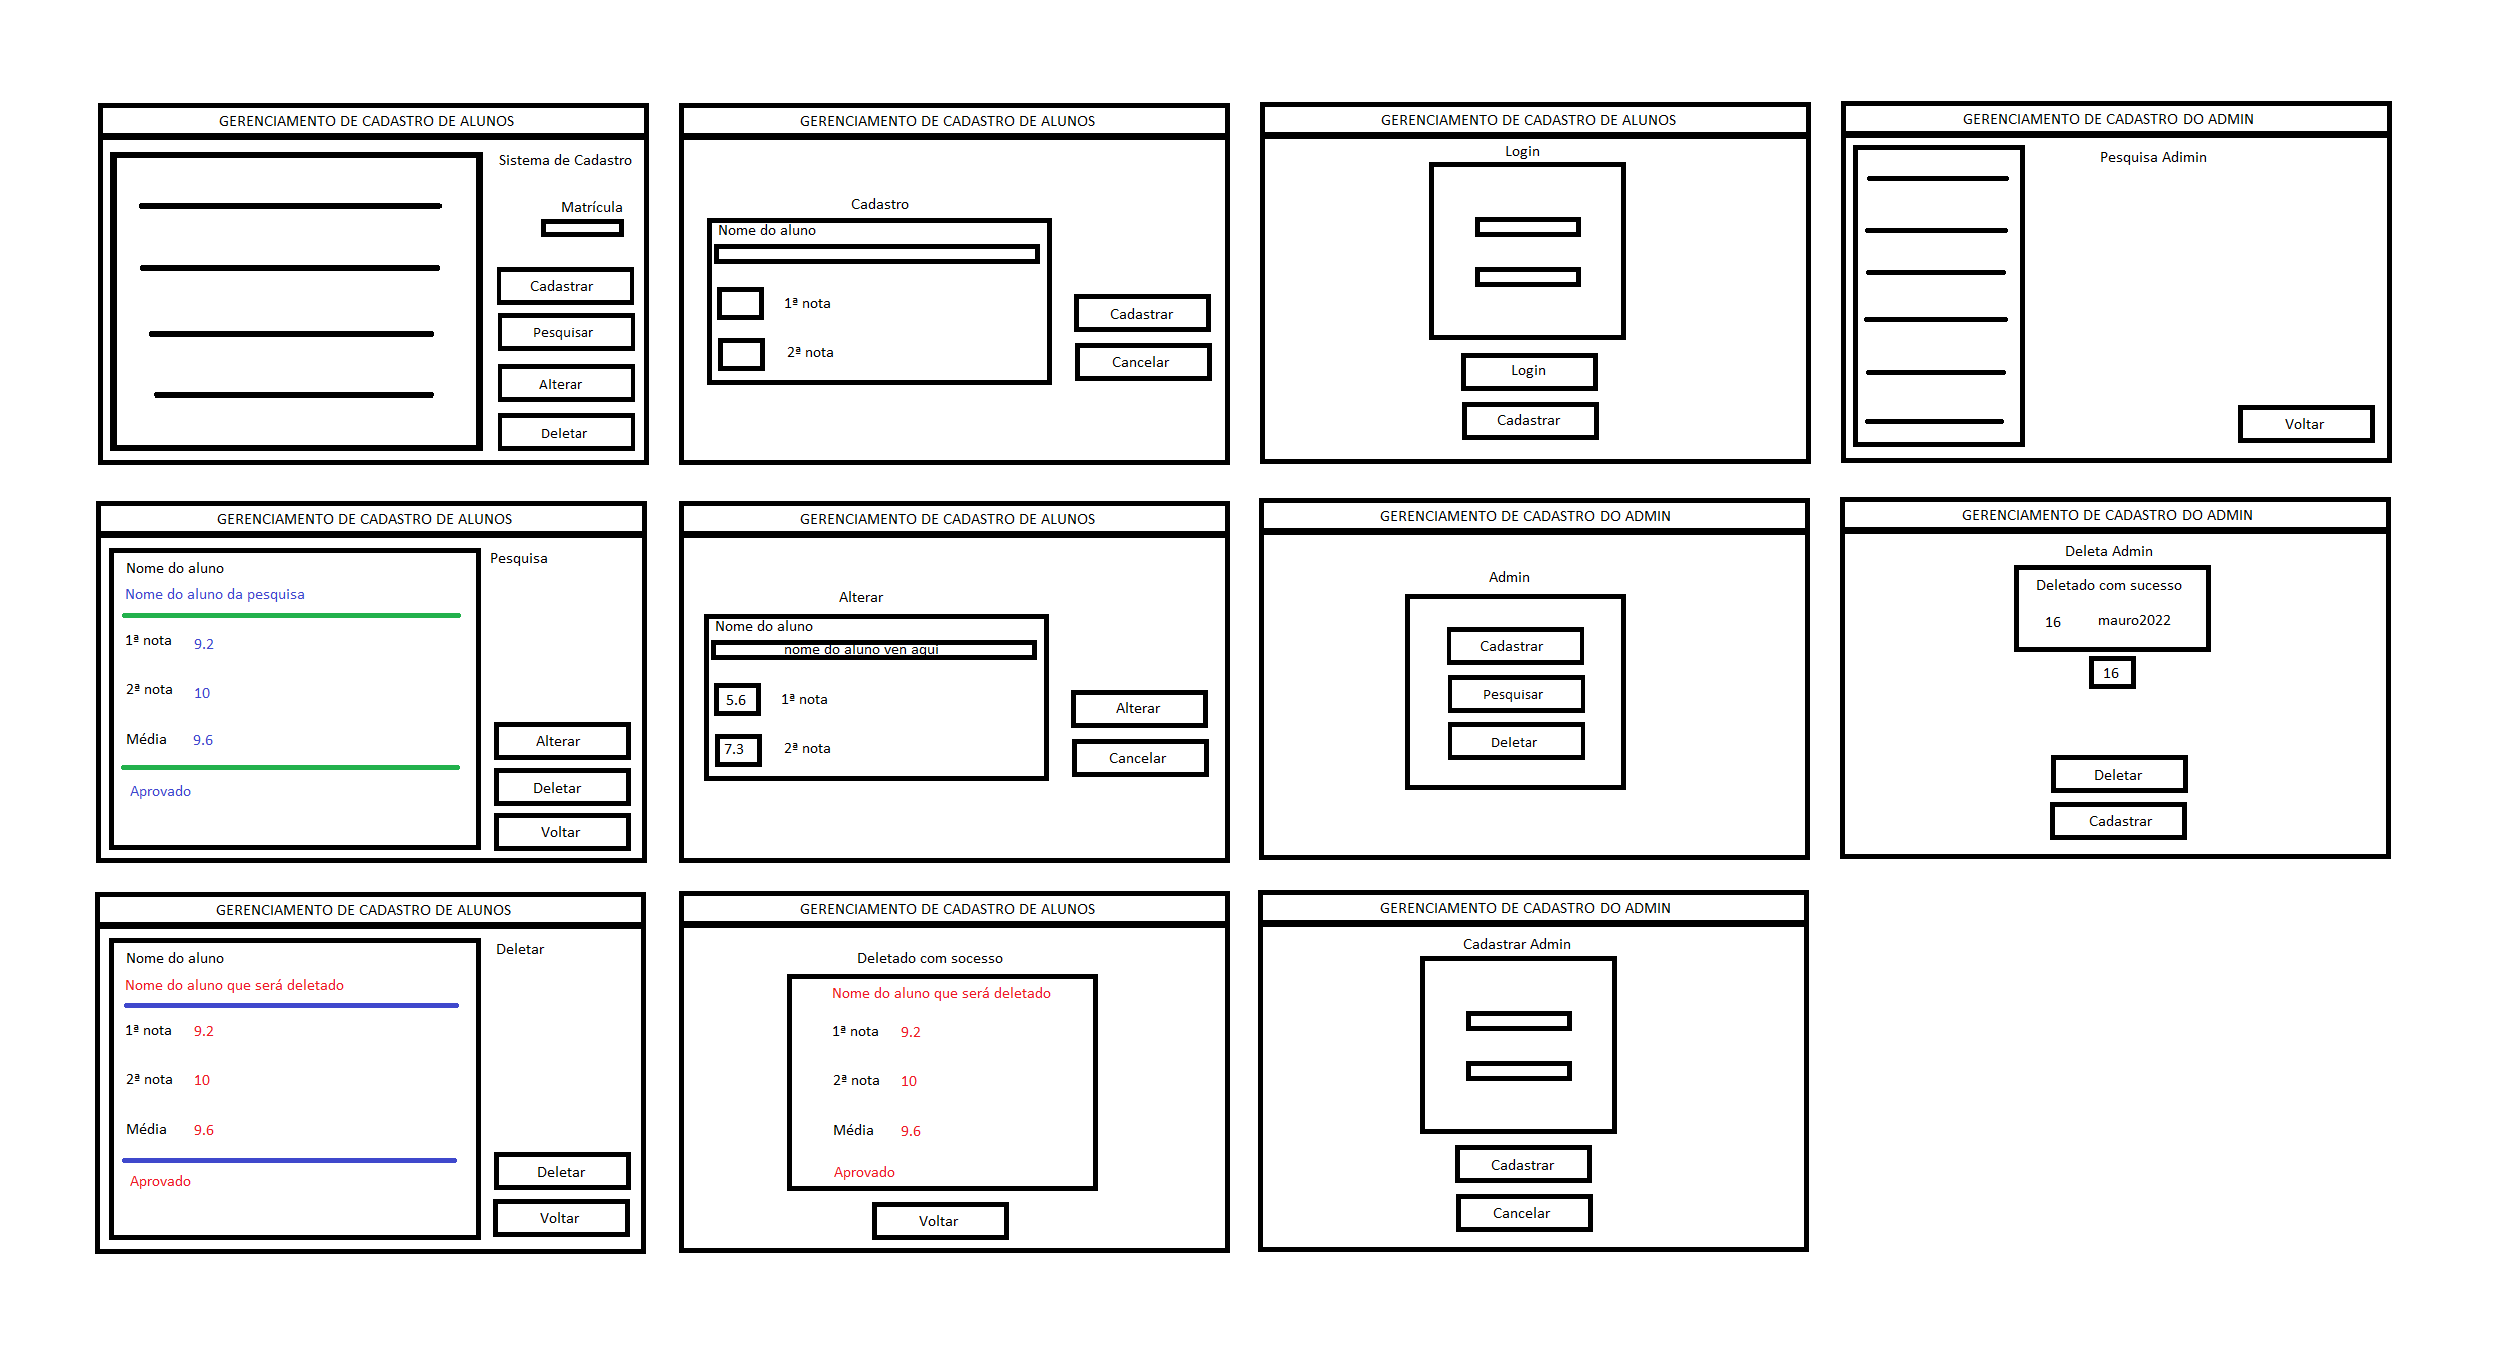 GERENCIAMENTO DE CADASTRO DE ALUNOS
Sistema de Cadastro
Matrícula
Cadastrar
Pesquisar
Alterar
Deletar
GERENCIAMENTO DE CADASTRO DE ALUNOS
Cadastro
Nome do aluno
1ª nota
2ª nota
Cadastrar
Cancelar
GERENCIAMENTO DE CADASTRO DE ALUNOS
Login
Login
Cadastrar
GERENCIAMENTO DE CADASTRO DO ADMIN
Pesquisa Adimin
Voltar
GERENCIAMENTO DE CADASTRO DE ALUNOS
Pesquisa
Nome do aluno
Nome do aluno da pesquisa
1ª nota 9.2
2ª nota 10
Média 9.6
Aprovado
Alterar
Deletar
Voltar
GERENCIAMENTO DE CADASTRO DE ALUNOS
Alterar
Nome do aluno
nome do aluno ven aqui
5.6 1ª nota
7.3 2ª nota
Alterar
Cancelar
GERENCIAMENTO DE CADASTRO DO ADMIN
Admin
Cadastrar
Pesquisar
Deletar
GERENCIAMENTO DE CADASTRO DO ADMIN
Deleta Admin
Deletado com sucesso
16 mauro2022
16
Deletar
Cadastrar
GERENCIAMENTO DE CADASTRO DE ALUNOS
Deletar
Nome do aluno
Nome do aluno que será deletado
1ª nota 9.2
2ª nota 10
Média 9.6
Aprovado
Deletar
Voltar
GERENCIAMENTO DE CADASTRO DE ALUNOS
Deletado com socesso
Nome do aluno que será deletado
1ª nota 9.2
2ª nota 10
Média 9.6
Aprovado
Voltar
GERENCIAMENTO DE CADASTRO DO ADMIN
Cadastrar Admin
Cadastrar
Cancelar